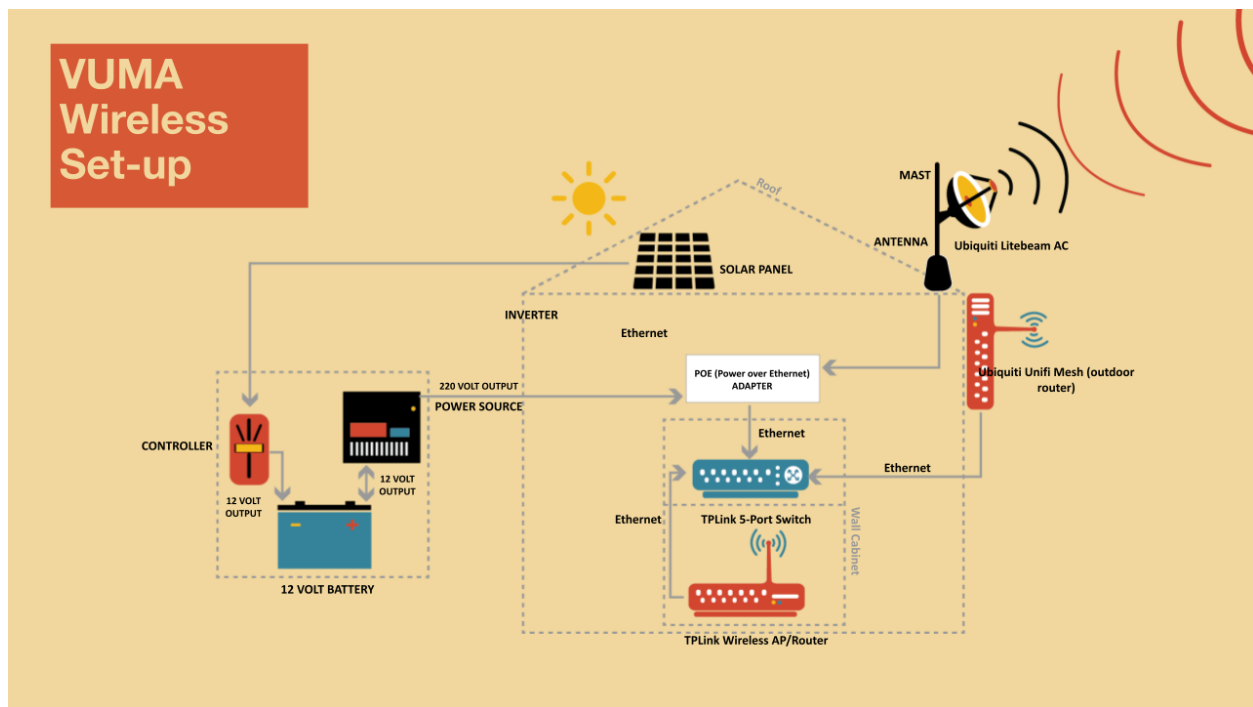 VUMA
Wireless
Set-up
Roof
MAST
ANTENNA
Ubiquiti Litebeam AC
SOLAR PANEL
INVERTER
Ethernet
POE (Power over Ethernet)
ADAPTER
Ubiquiti Unifi Mesh (outdoor
router)
220 VOLT OUTPUT
POWER SOURCE
CONTROLLER
12 VOLT
OUTPUT
12 VOLT
OUTPUT
12 VOLT BATTERY
Ethernet
Ethernet
Ethernet
TPLink 5-Port Switch
Wall Cabinet
TPLink Wireless AP/Router